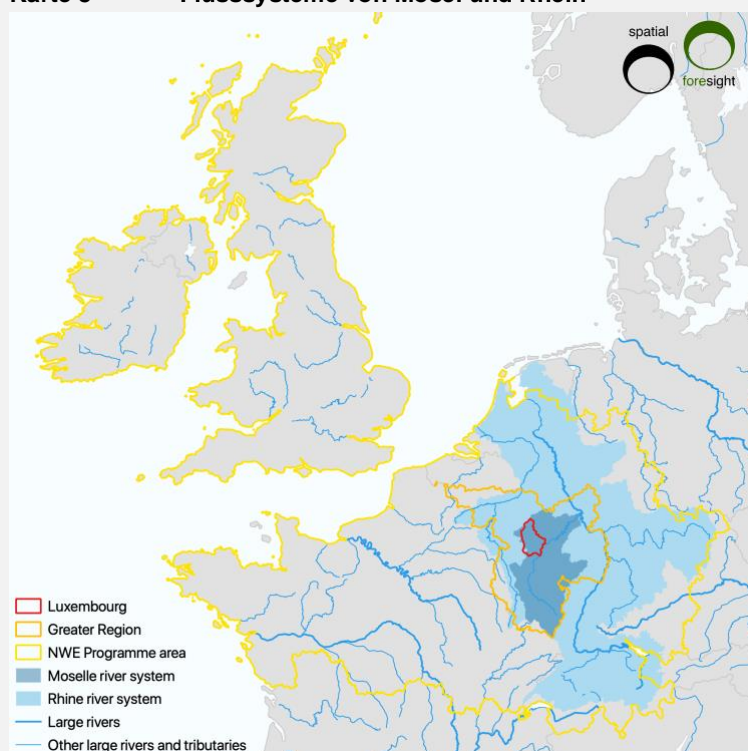 spatial
foresight
Luxembourg
Greater Region
NWE Programme area
Moselle river system
Rhine river system
Large rivers
Other large rivers and tributaries